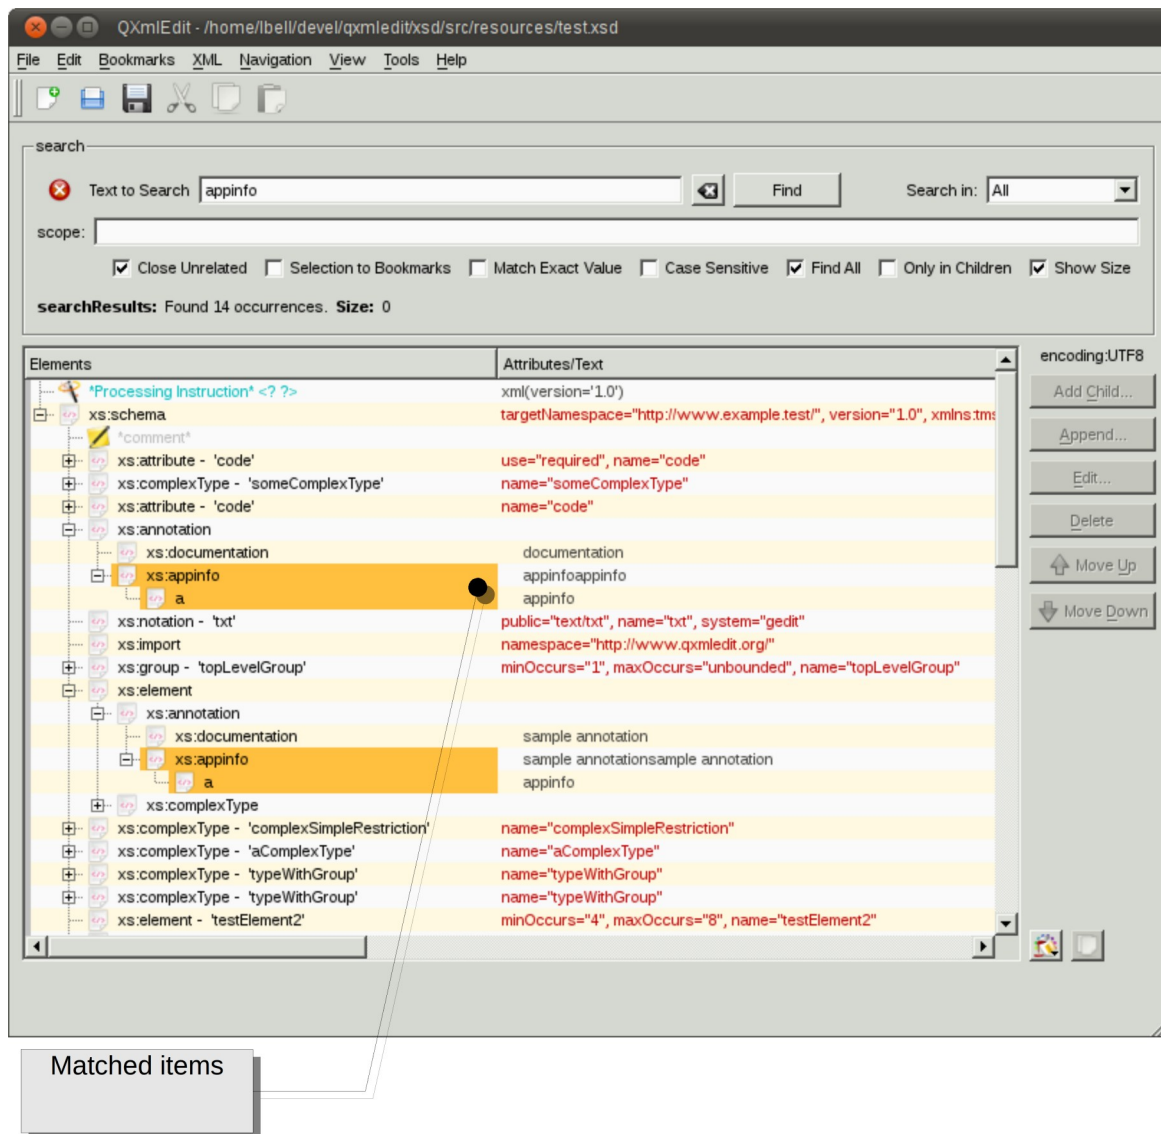 QXmlEdit - /home/lbell/devel/qxmledit/xsd/src/resources/test.xsd
File Edit Bookmarks XML Navigation View Tools Help
search
Text to Search appinfo Find Search in: All
scope:
Close Unrelated Selection to Bookmarks Match Exact Value Case Sensitive Find All Only in Children Show Size
searchResults: Found 14 occurrences. Size: 0
Elements Attributes/Text encoding:UTF8
*Processing Instruction* <? ?> xml(version='1.0') Add Child...
xs:schema targetNamespace="http://www.example.test/", version="1.0", xmlns:tms
*comment* Append...
xs:attribute - 'code' use="required", name="code"
xs:complexType - 'someComplexType' name="someComplexType" Edit...
xs:attribute - 'code' name="code"
xs:annotation Delete
xs:documentation documentation
xs:appinfo appinfoappinfo Move Up
a appinfo
xs:notation - 'txt' public="text/txt", name="txt", system="gedit" Move Down
xs:import namespace="http://www.qxmledit.org/"
xs:group - 'topLevelGroup' minOccurs="1", maxOccurs="unbounded", name="topLevelGroup"
xs:element
xs:annotation
xs:documentation sample annotation
xs:appinfo sample annotationsample annotation
a appinfo
xs:complexType
xs:complexType - 'complexSimpleRestriction' name="complexSimpleRestriction"
xs:complexType - 'aComplexType' name="aComplexType"
xs:complexType - 'typeWithGroup' name="typeWithGroup"
xs:complexType - 'typeWithGroup' name="typeWithGroup"
xs:element - 'testElement2' minOccurs="4", maxOccurs="8", name="testElement2"
Matched items